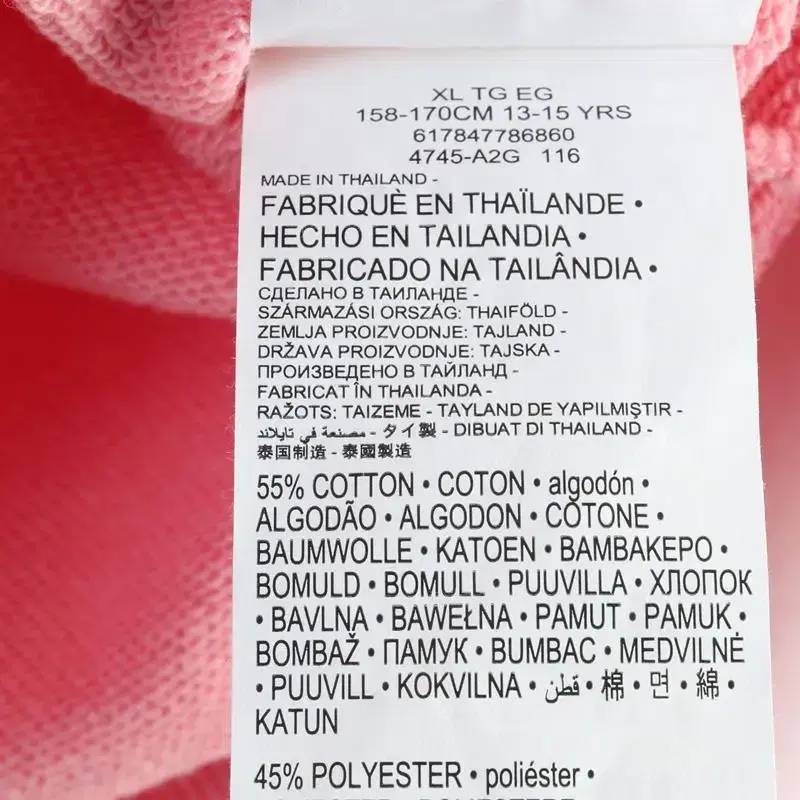 XL TG EG
158-170CM 13-15 YRS
617847786860
4745-A2G 116
MADE IN THAILAND -
FABRIQUÈ EN THAÏLANDE •
HECHO EN TAILANDIA •
FABRICADO NA TAILÂNDIA •
СДЕЛАНО В ТАИЛАНДЕ -
SZÁRMAZÁSI ORSZÁG: THAIFÖLD -
ZEMLJA PROIZVODNJE: TAJLAND -
DRŽAVA PROIZVODNJE: TAJSKA -
ПРОИЗВЕДЕНО В ТАЙЛАНД -
FABRICAT ÎN THAILANDA -
RAŽOTS: TAIZEME - TAYLAND DE YAPILMIŞTIR -
مصنعة في تايلاند - タイ製 - DIBUAT DI THAILAND -
泰国制造 - 泰國製造
55% COTTON • COTON • algodón •
ALGODÃO • ALGODON • COTONE •
BAUMWOLLE • KATOEN • ΒΑΜΒΑΚΕΡΟ •
BOMULD • BOMULL • PUUVILLA • ХЛОПОК
• BAVLNA • BAWEŁNA • PAMUT • PAMUK •
BOMBAŽ • ПАМУК • BUMBAC • MEDVILNĖ
• PUUVILL • KOKVILNA • قطن • 棉 • 면 • 綿 •
KATUN
45% POLYESTER • poliéster •